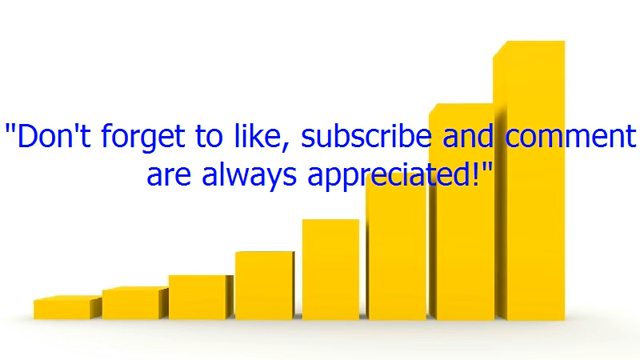 "Don't forget to like, subscribe and comment
are always appreciated!"